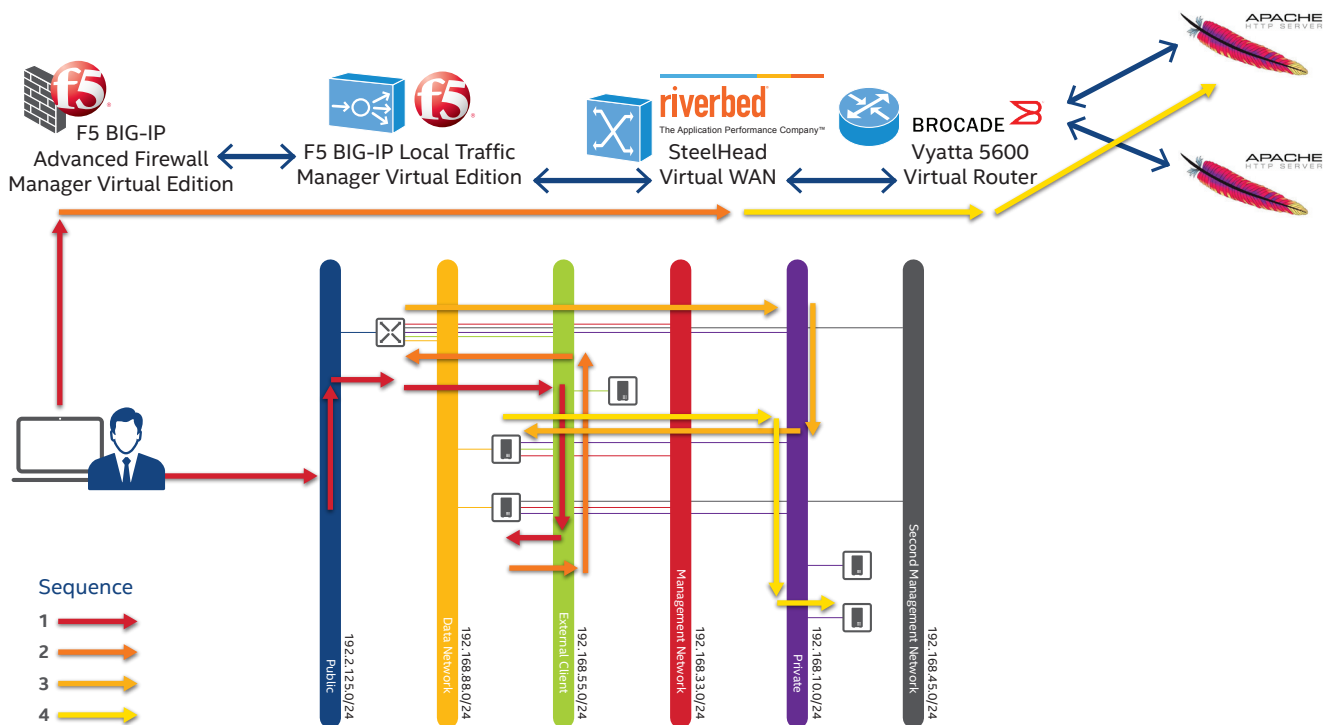 APACHE
HTTP SERVER
f5
F5 BIG-IP
Advanced Firewall
Manager Virtual Edition
f5
F5 BIG-IP Local Traffic
Manager Virtual Edition
riverbed
The Application Performance Company™
SteelHead
Virtual WAN
BROCADE
Vyatta 5600
Virtual Router
APACHE
HTTP SERVER
Sequence
1
2
3
4
Public
192.2.125.0/24
Data Network
192.168.88.0/24
External Client
192.168.55.0/24
Management Network
192.168.33.0/24
Private
192.168.10.0/24
Second Management Network
192.168.45.0/24